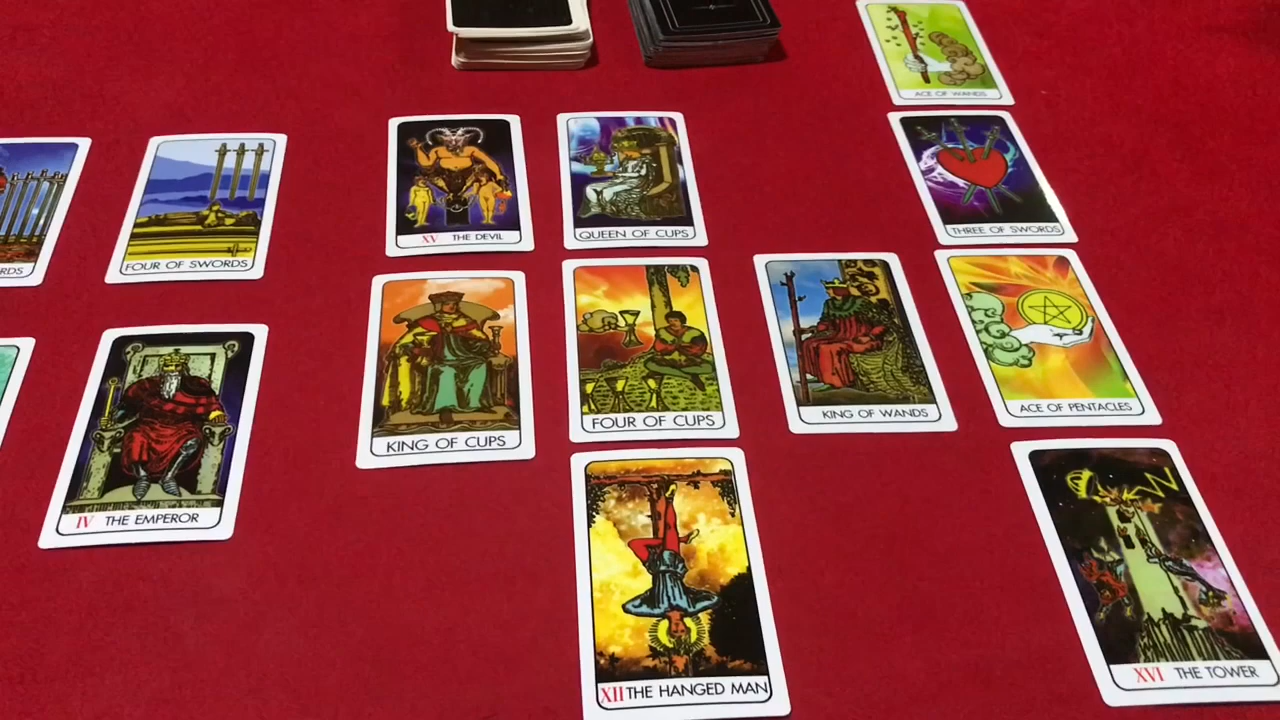 ACE OF WANDS
THREE OF SWORDS
RDS
FOUR OF SWORDS
XV THE DEVIL
QUEEN OF CUPS
KING OF CUPS
FOUR OF CUPS
KING OF WANDS
ACE OF PENTACLES
IV THE EMPEROR
XII THE HANGED MAN
XVI THE TOWER